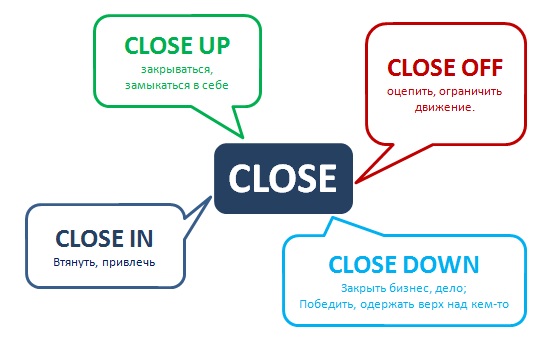 CLOSE UP
закрываться,
замыкаться в себе
CLOSE OFF
оцепить, ограничить
движение.
CLOSE
CLOSE IN
Втянуть, привлечь
CLOSE DOWN
Закрыть бизнес, дело;
Победить, одержать верх над кем-то